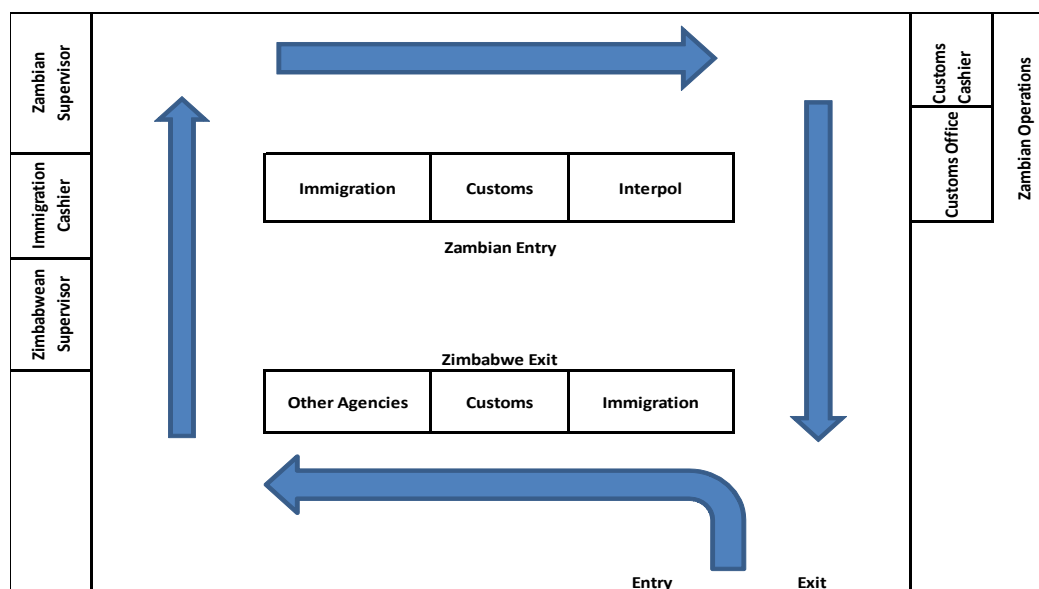 Zambian
Supervisor
Immigration
Cashier
Zimbabwean
Supervisor
Immigration
Customs
Interpol
Zambian Entry
Zimbabwe Exit
Other Agencies
Customs
Immigration
Entry
Exit
Customs
Cashier
Customs Office
Zambian Operations